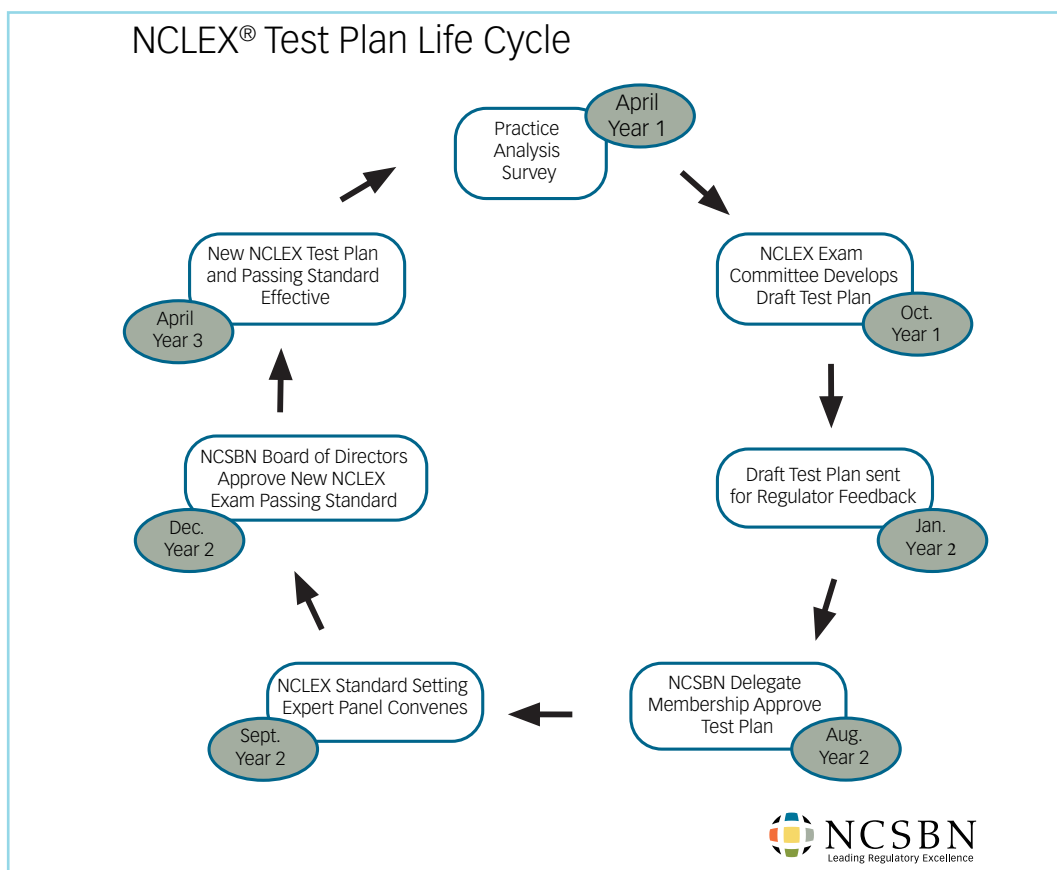 NCLEX® Test Plan Life Cycle
Practice
Analysis
Survey
April
Year 1
NCLEX Exam
Committee Develops
Draft Test Plan
Oct.
Year 1
Draft Test Plan sent
for Regulator Feedback
Jan.
Year 2
NCSBN Delegate
Membership Approve
Test Plan
Aug.
Year 2
NCLEX Standard Setting
Expert Panel Convenes
Sept.
Year 2
NCSBN Board of Directors
Approve New NCLEX
Exam Passing Standard
Dec.
Year 2
New NCLEX Test Plan
and Passing Standard
Effective
April
Year 3
NCSBN
Leading Regulatory Excellence